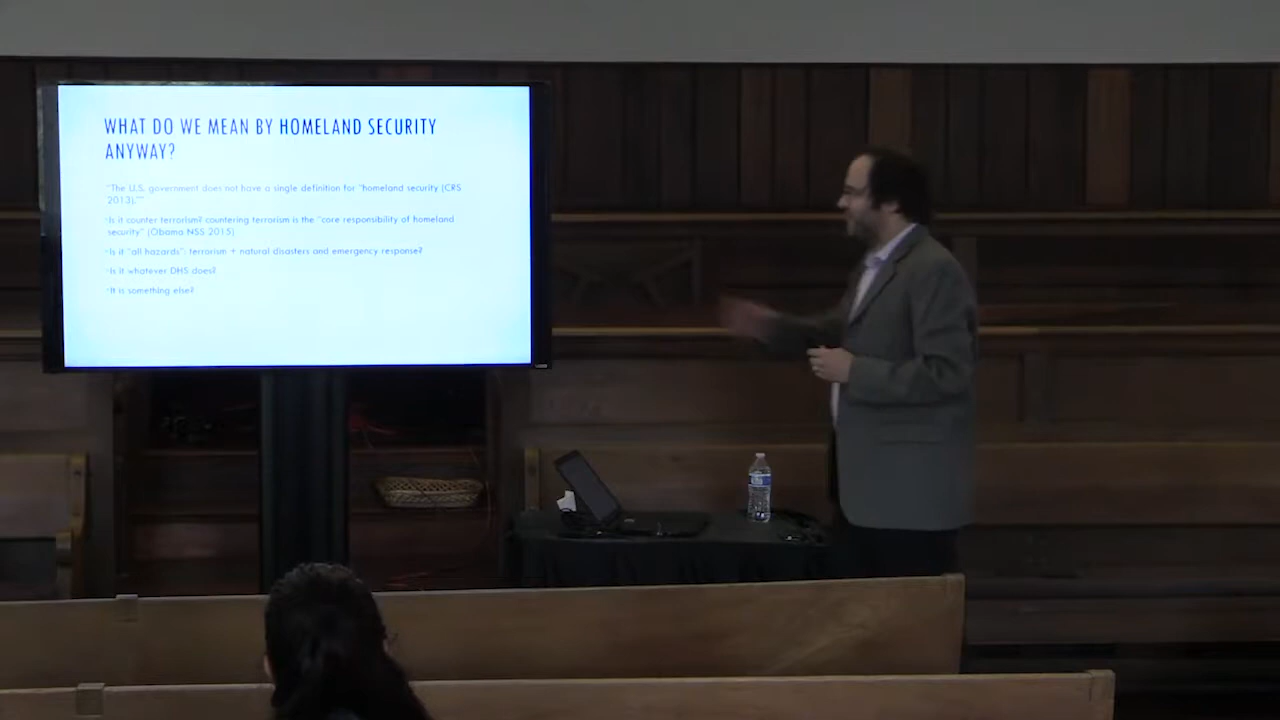 WHAT DO WE MEAN BY HOMELAND SECURITY
ANYWAY?
"The U.S. government does not have a single definition for "homeland security (CRS
2013).""
·Is it counter terrorism? countering terrorism is the "core responsibility of homeland
security" (Obama NSS 2015)
·Is it "all hazards": terrorism + natural disasters and emergency response?
·Is it whatever DHS does?
·It is something else?